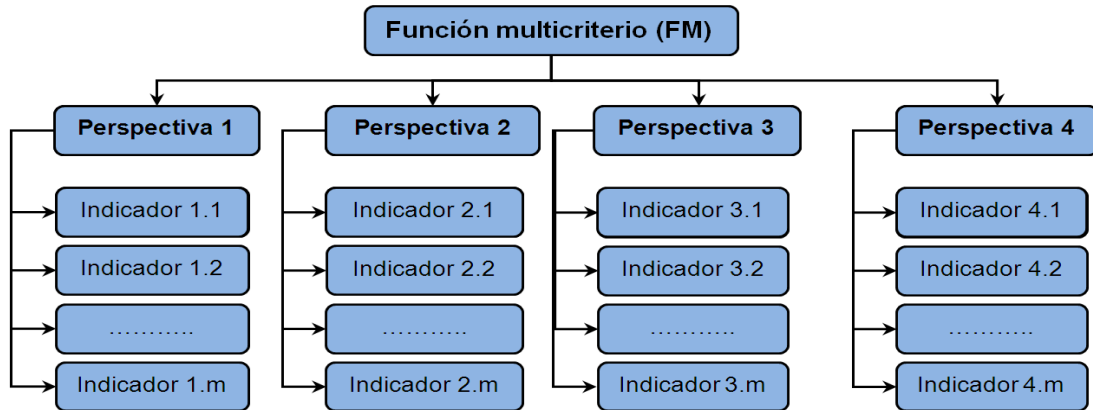 Función multicriterio (FM)
Perspectiva 1
Perspectiva 2
Perspectiva 3
Perspectiva 4
Indicador 1.1
Indicador 2.1
Indicador 3.1
Indicador 4.1
Indicador 1.2
Indicador 2.2
Indicador 3.2
Indicador 4.2
………..
………..
………..
………..
Indicador 1.m
Indicador 2.m
Indicador 3.m
Indicador 4.m